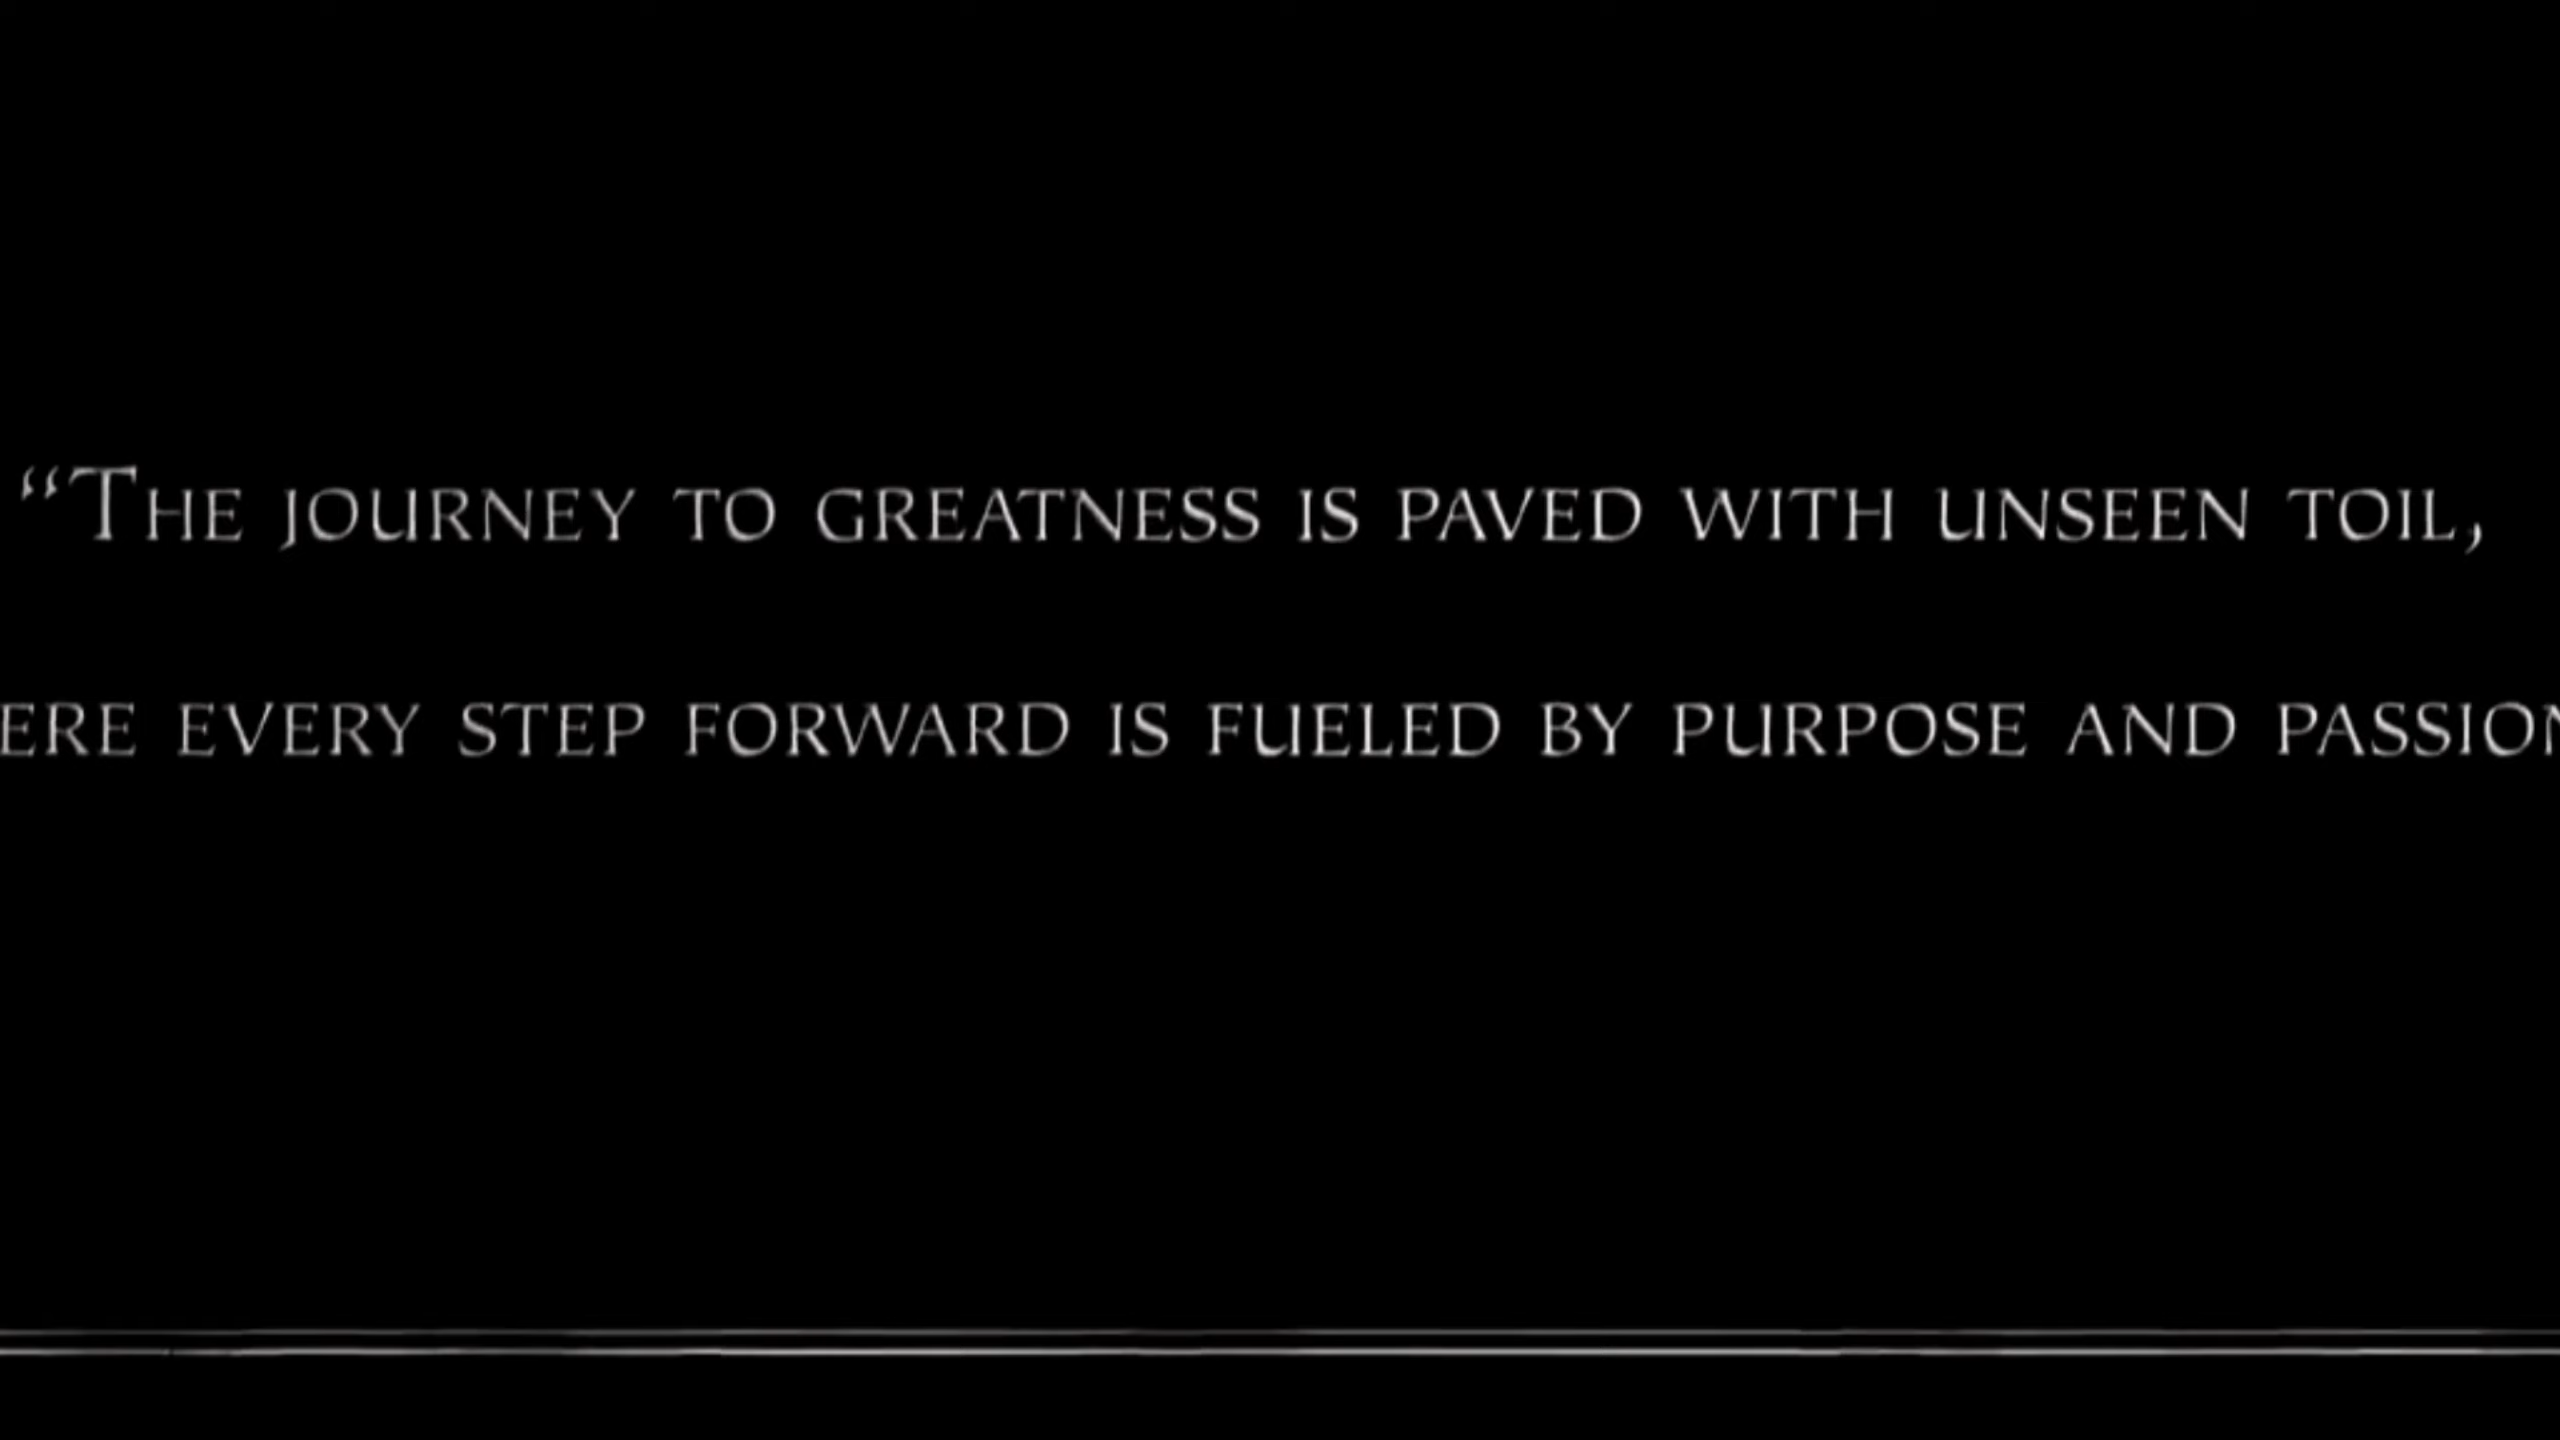 “The journey to greatness is paved with unseen toil,
ere every step forward is fueled by purpose and passion